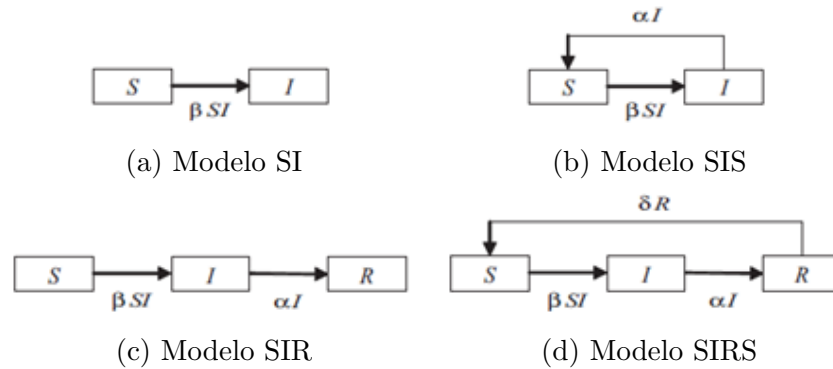 αI
S I S I
βSI βSI
(a) Modelo SI (b) Modelo SIS
δR
S I R S I R
βSI αI βSI αI
(c) Modelo SIR (d) Modelo SIRS